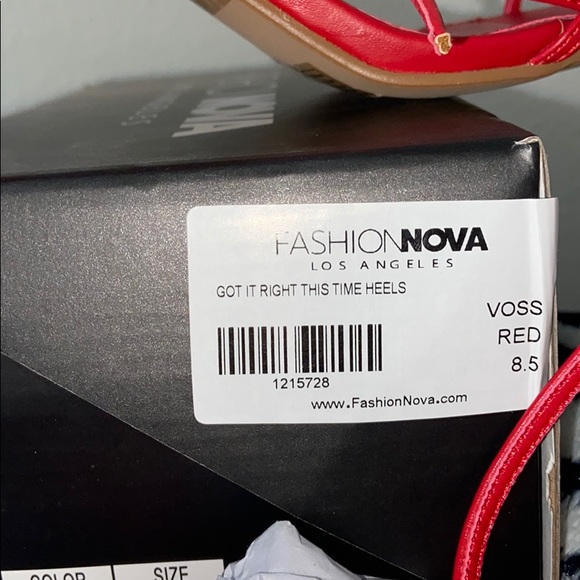 NOVA
FASHIONNOVA
LOS ANGELES
GOT IT RIGHT THIS TIME HEELS
VOSS
RED
8.5
1215728
www.FashionNova.com
COLOR SIZE